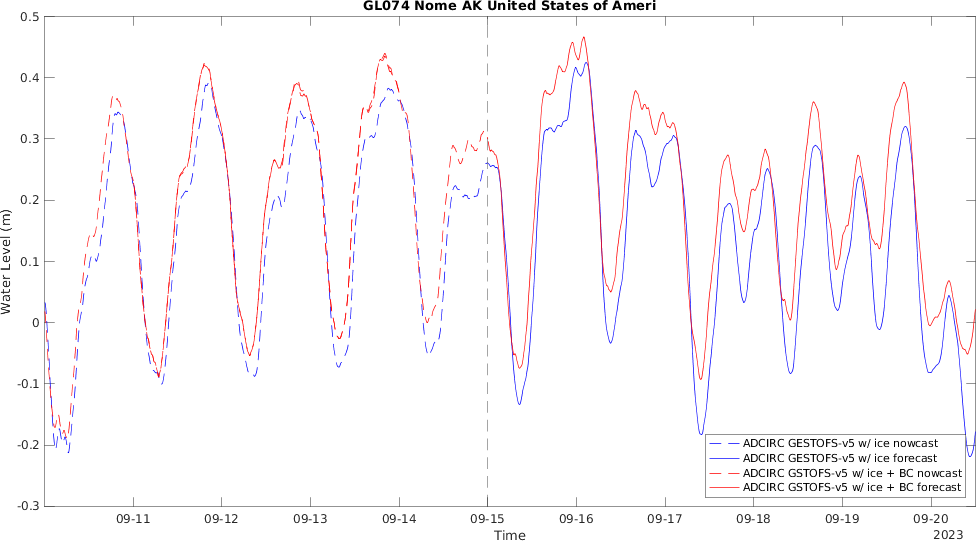 GL074 Nome AK United States of Ameri
0.5
0.4
0.3
0.2
0.1
0
-0.1
-0.2
-0.3
Water Level (m)
ADCIRC GESTOFS-v5 w/ ice nowcast
ADCIRC GESTOFS-v5 w/ ice forecast
ADCIRC GSTOFS-v5 w/ ice + BC nowcast
ADCIRC GSTOFS-v5 w/ ice + BC forecast
09-11 09-12 09-13 09-14 09-15 09-16 09-17 09-18 09-19 09-20
Time
2023